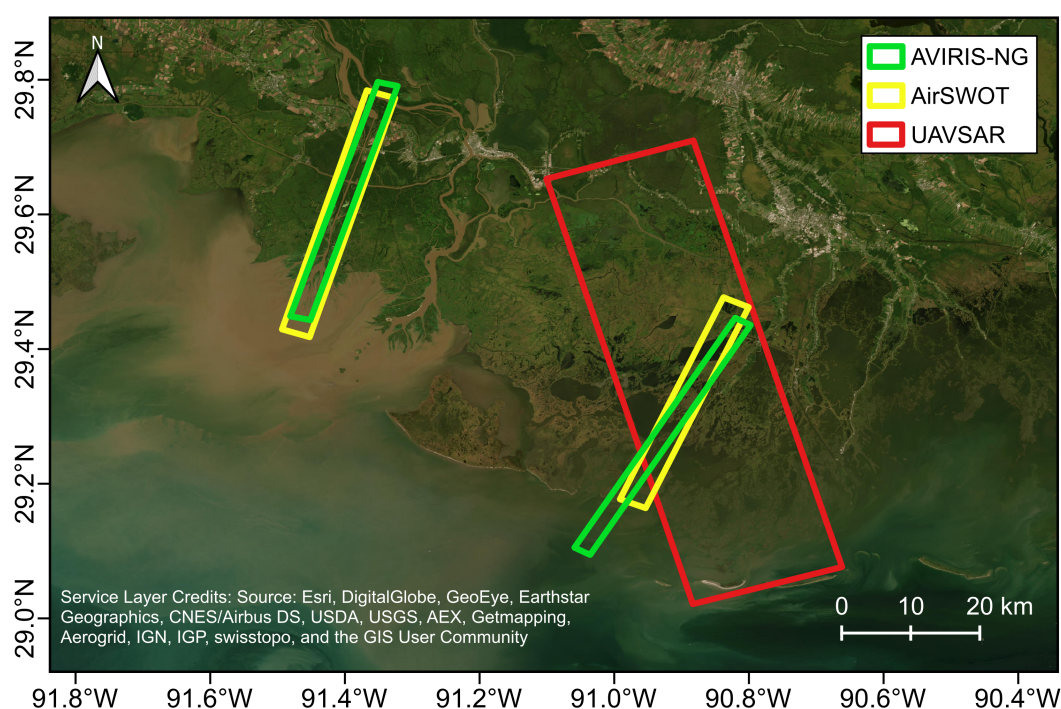 N
AVIRIS-NG
AirSWOT
UAVSAR
29.8°N
29.6°N
29.4°N
29.2°N
29.0°N
Service Layer Credits: Source: Esri, DigitalGlobe, GeoEye, Earthstar
Geographics, CNES/Airbus DS, USDA, USGS, AEX, Getmapping,
Aerogrid, IGN, IGP, swisstopo, and the GIS User Community
0 10 20 km
91.8°W 91.6°W 91.4°W 91.2°W 91.0°W 90.8°W 90.6°W 90.4°W